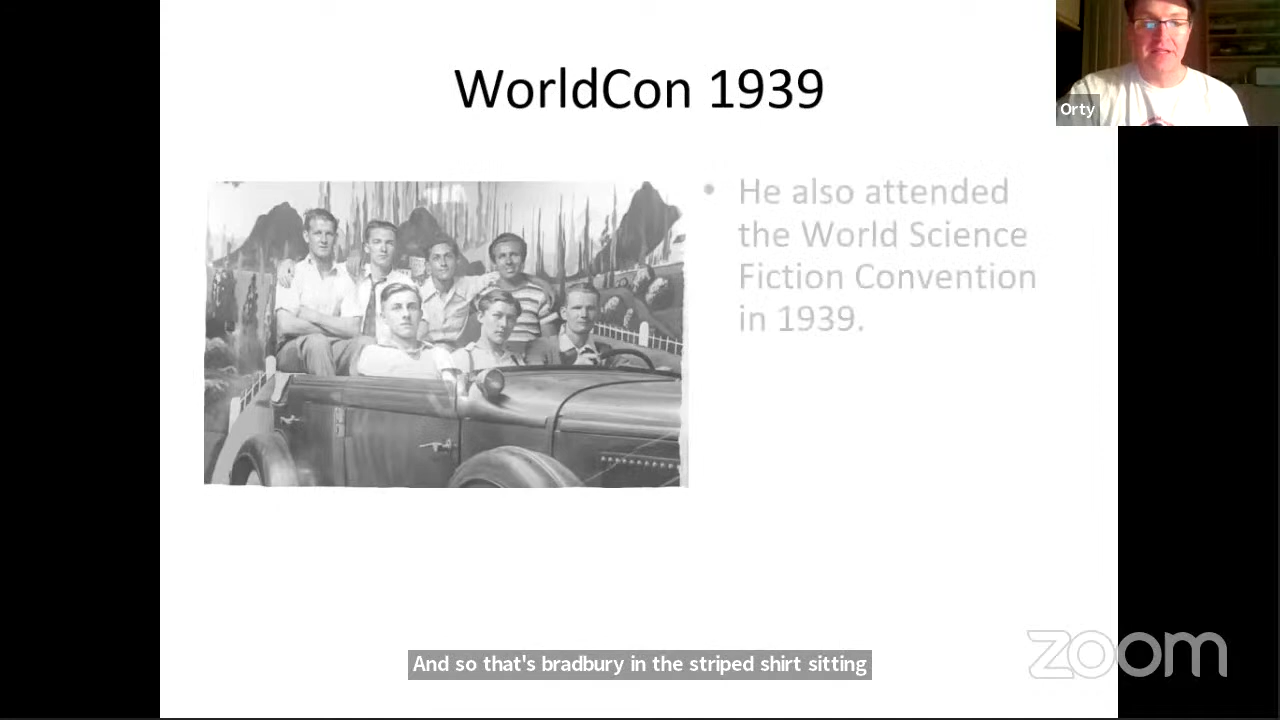 WorldCon 1939
Orty
• He also attended
the World Science
Fiction Convention
in 1939.
And so that's bradbury in the striped shirt sitting
zoom